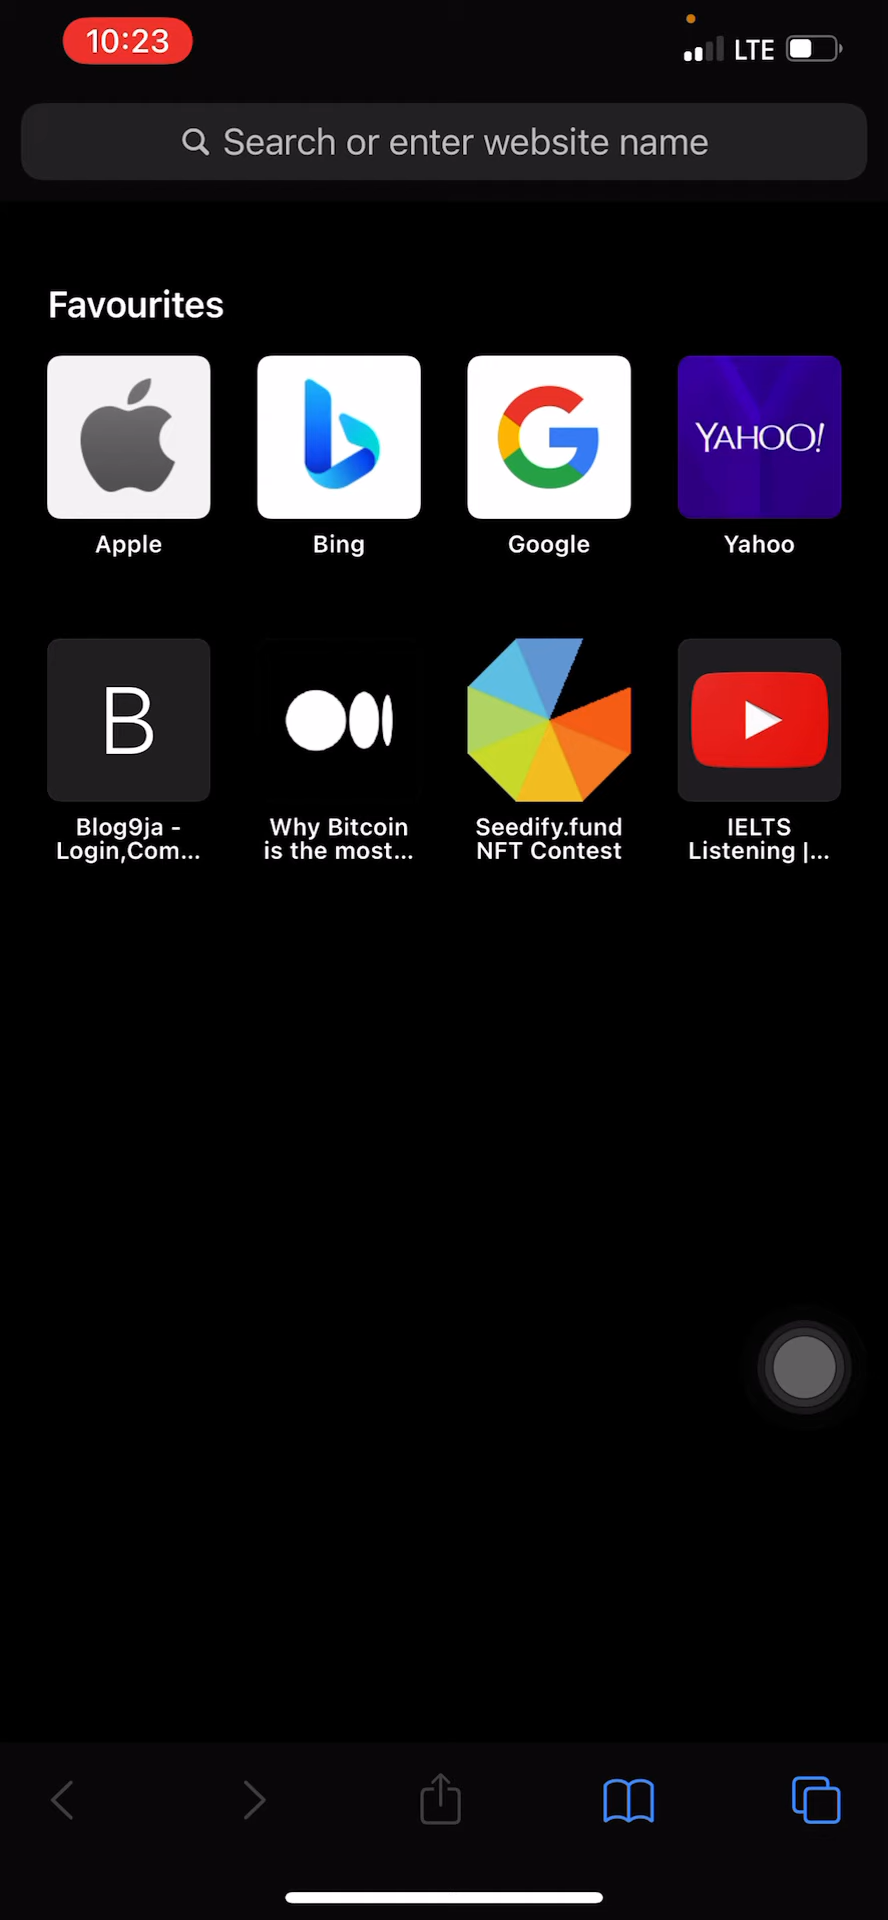 10:23
LTE
Search or enter website name
Favourites
YAHOO!
Apple
Bing
Google
Yahoo
B
Blog9ja -
Login,Com...
Why Bitcoin
is the most...
Seedify.fund
NFT Contest
IELTS
Listening |...